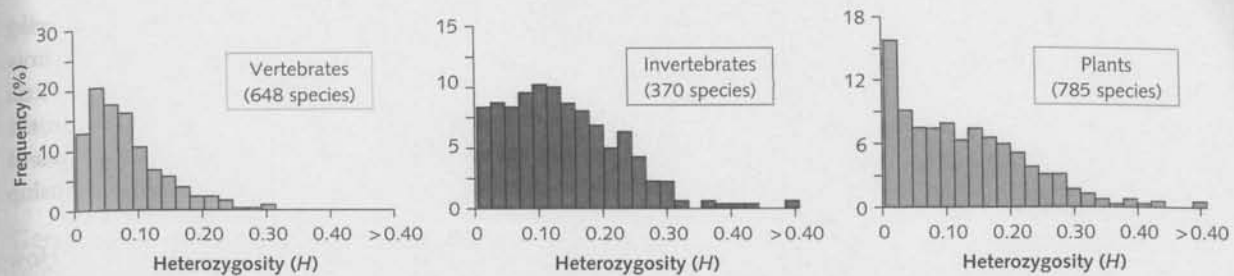 Frequency (%)
30
20
10
0
Vertebrates
(648 species)
0 0.10 0.20 0.30 0.40 >0.40
Heterozygosity (H)
15
10
5
0
Invertebrates
(370 species)
0 0.10 0.20 0.30 0.40 >0.40
Heterozygosity (H)
18
12
6
0
Plants
(785 species)
0 0.10 0.20 0.30 0.40 >0.40
Heterozygosity (H)